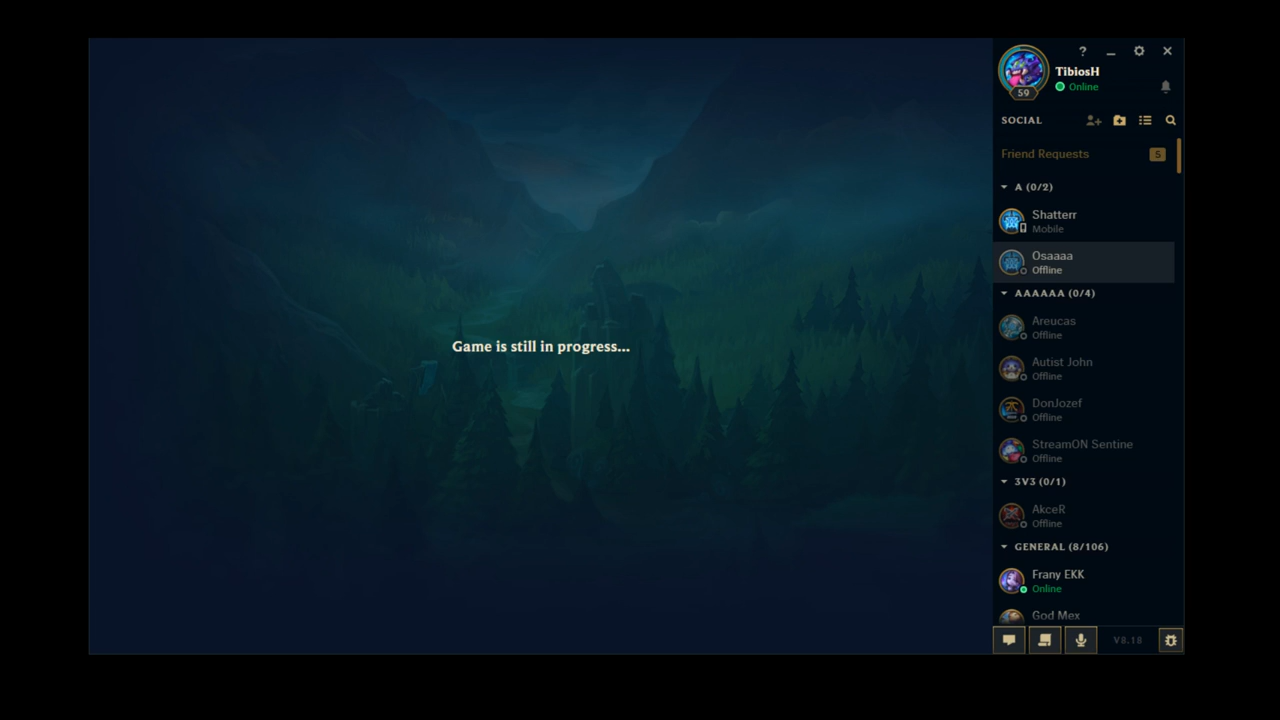 ?
TibiosH
59
Online
SOCIAL
Friend Requests
5
A (0/2)
Shatterr
Mobile
Osaaaa
Offline
AAAAAA (0/4)
Areucas
Offline
Autist John
Offline
DonJozef
Offline
StreamON Sentine
Offline
3V3 (0/1)
AkceR
Offline
GENERAL (8/106)
Frany EKK
Online
God Mex
Game is still in progress...
V8.18